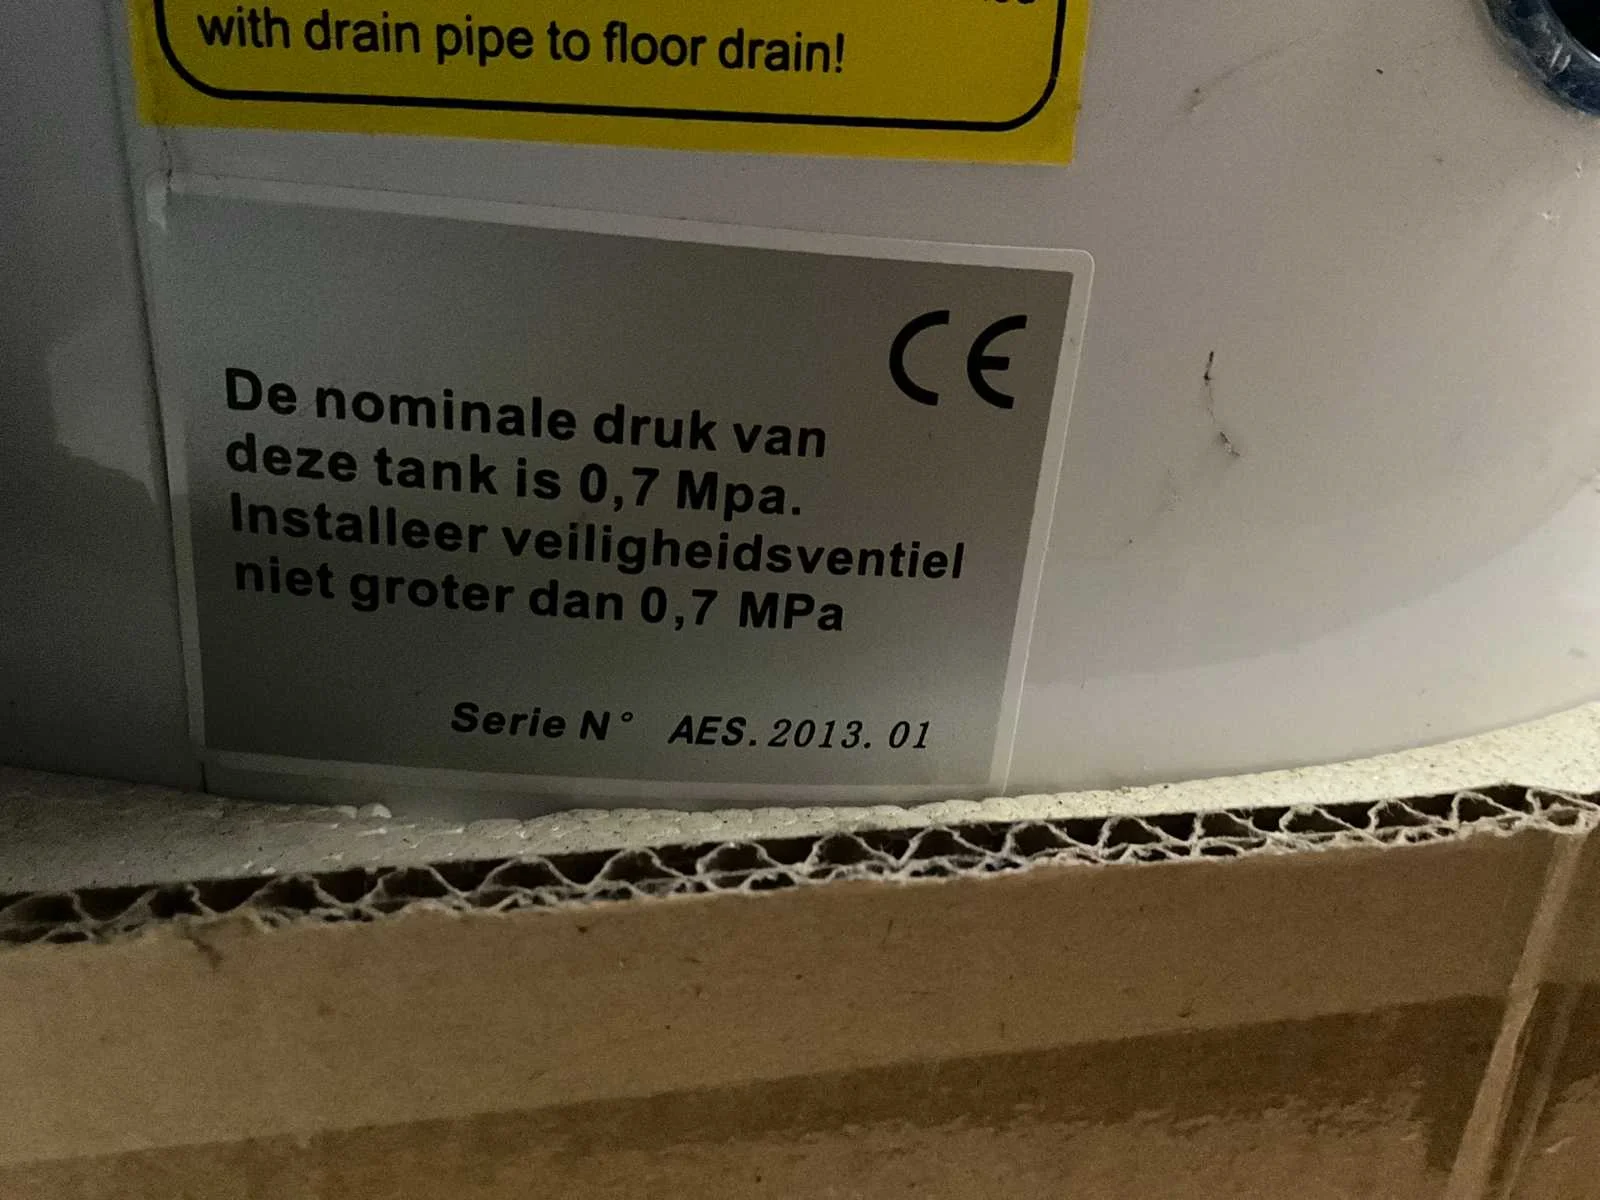 with drain pipe to floor drain!
CE
De nominale druk van
deze tank is 0,7 Mpa.
Installeer veiligheidsventiel
niet groter dan 0,7 MPa
Serie N° AES. 2013. 01